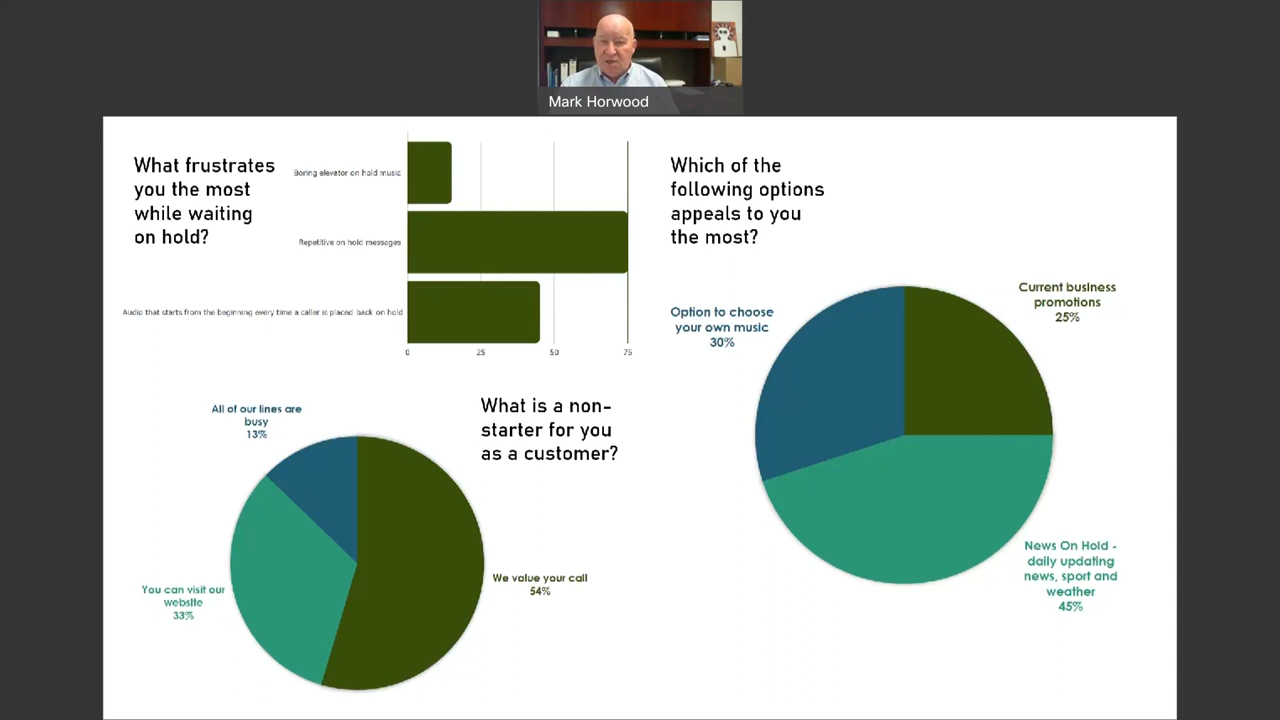 Mark Horwood
What frustrates
you the most
while waiting
on hold?
Boring elevator on hold music
Repetitive on hold messages
Audio that starts from the beginning every time a caller is placed back on hold
0 25 50 75
Which of the
following options
appeals to you
the most?
Option to choose
your own music
30%
Current business
promotions
25%
News On Hold -
daily updating
news, sport and
weather
45%
What is a non-
starter for you
as a customer?
All of our lines are
busy
13%
You can visit our
website
33%
We value your call
54%